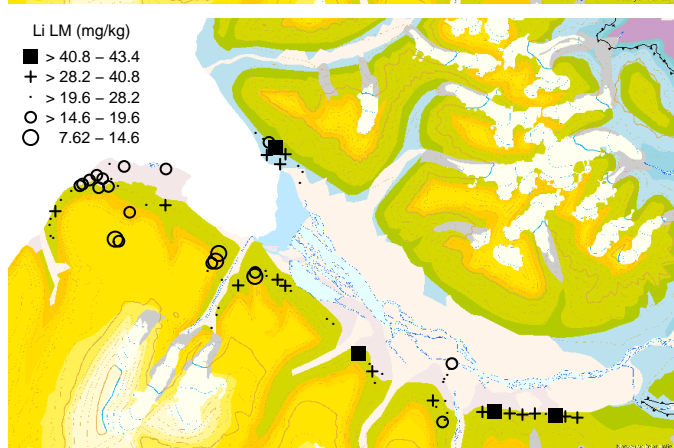 Li LM (mg/kg)
> 40.8 – 43.4
> 28.2 – 40.8
> 19.6 – 28.2
> 14.6 – 19.6
7.62 – 14.6